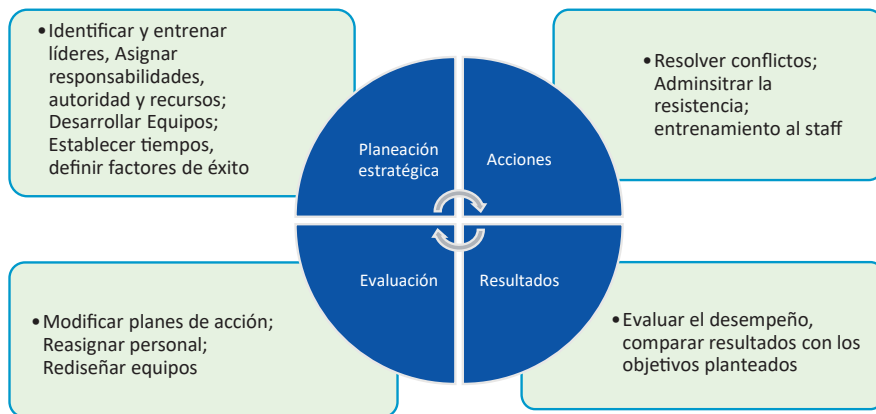 •Identificar y entrenar
líderes, Asignar
responsabilidades,
autoridad y recursos;
Desarrollar Equipos;
Establecer tiempos,
definir factores de éxito
•Resolver conflictos;
Adminsitrar la
resistencia;
entrenamiento al staff
Planeación
estratégica
Acciones
Evaluación
Resultados
•Modificar planes de acción;
Reasignar personal;
Rediseñar equipos
•Evaluar el desempeño,
comparar resultados con los
objetivos planteados